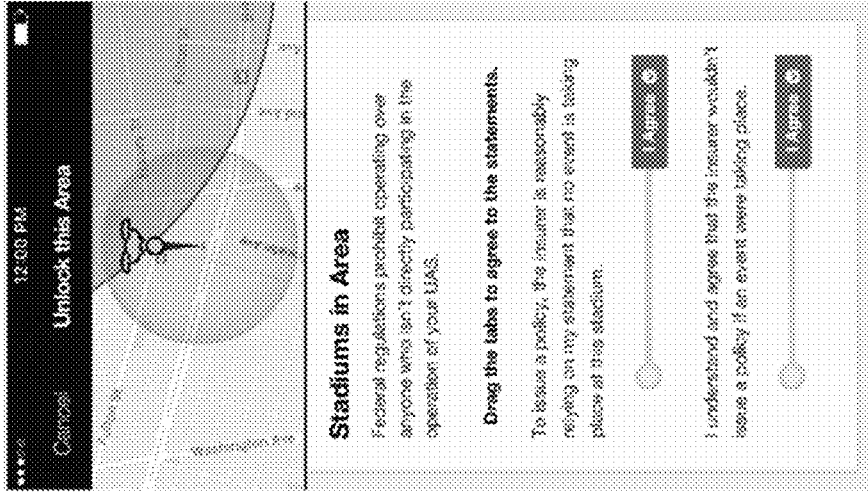 12:00 PM
Cancel
Unlock this Area
Washington Ave
Stadiums in Area
Federal regulations prohibit operating over
anyone who isn't directly participating in the
operation of your UAS.
Drag the tabs to agree to the statements.
To issue a policy, the insurer is reasonably
relying on my statement that no event is taking
place at this stadium.
I Agree
I understand and agree that the insurer wouldn't
issue a policy if an event were taking place.
I Agree